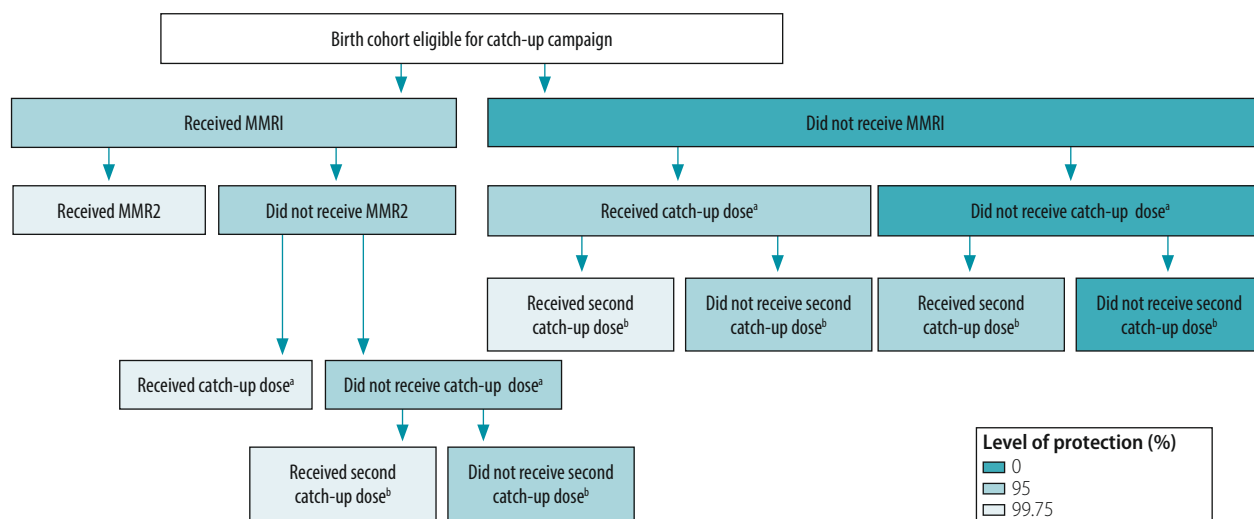 Birth cohort eligible for catch-up campaign
Received MMRI
Did not receive MMRI
Received MMR2
Did not receive MMR2
Received catch-up doseᵃ
Did not receive catch-up doseᵃ
Received second
catch-up doseᵇ
Did not receive second
catch-up doseᵇ
Received second
catch-up doseᵇ
Did not receive second
catch-up doseᵇ
Received catch-up doseᵃ
Did not receive catch-up doseᵃ
Received second
catch-up doseᵇ
Did not receive second
catch-up doseᵇ
Level of protection (%)
0
95
99.75